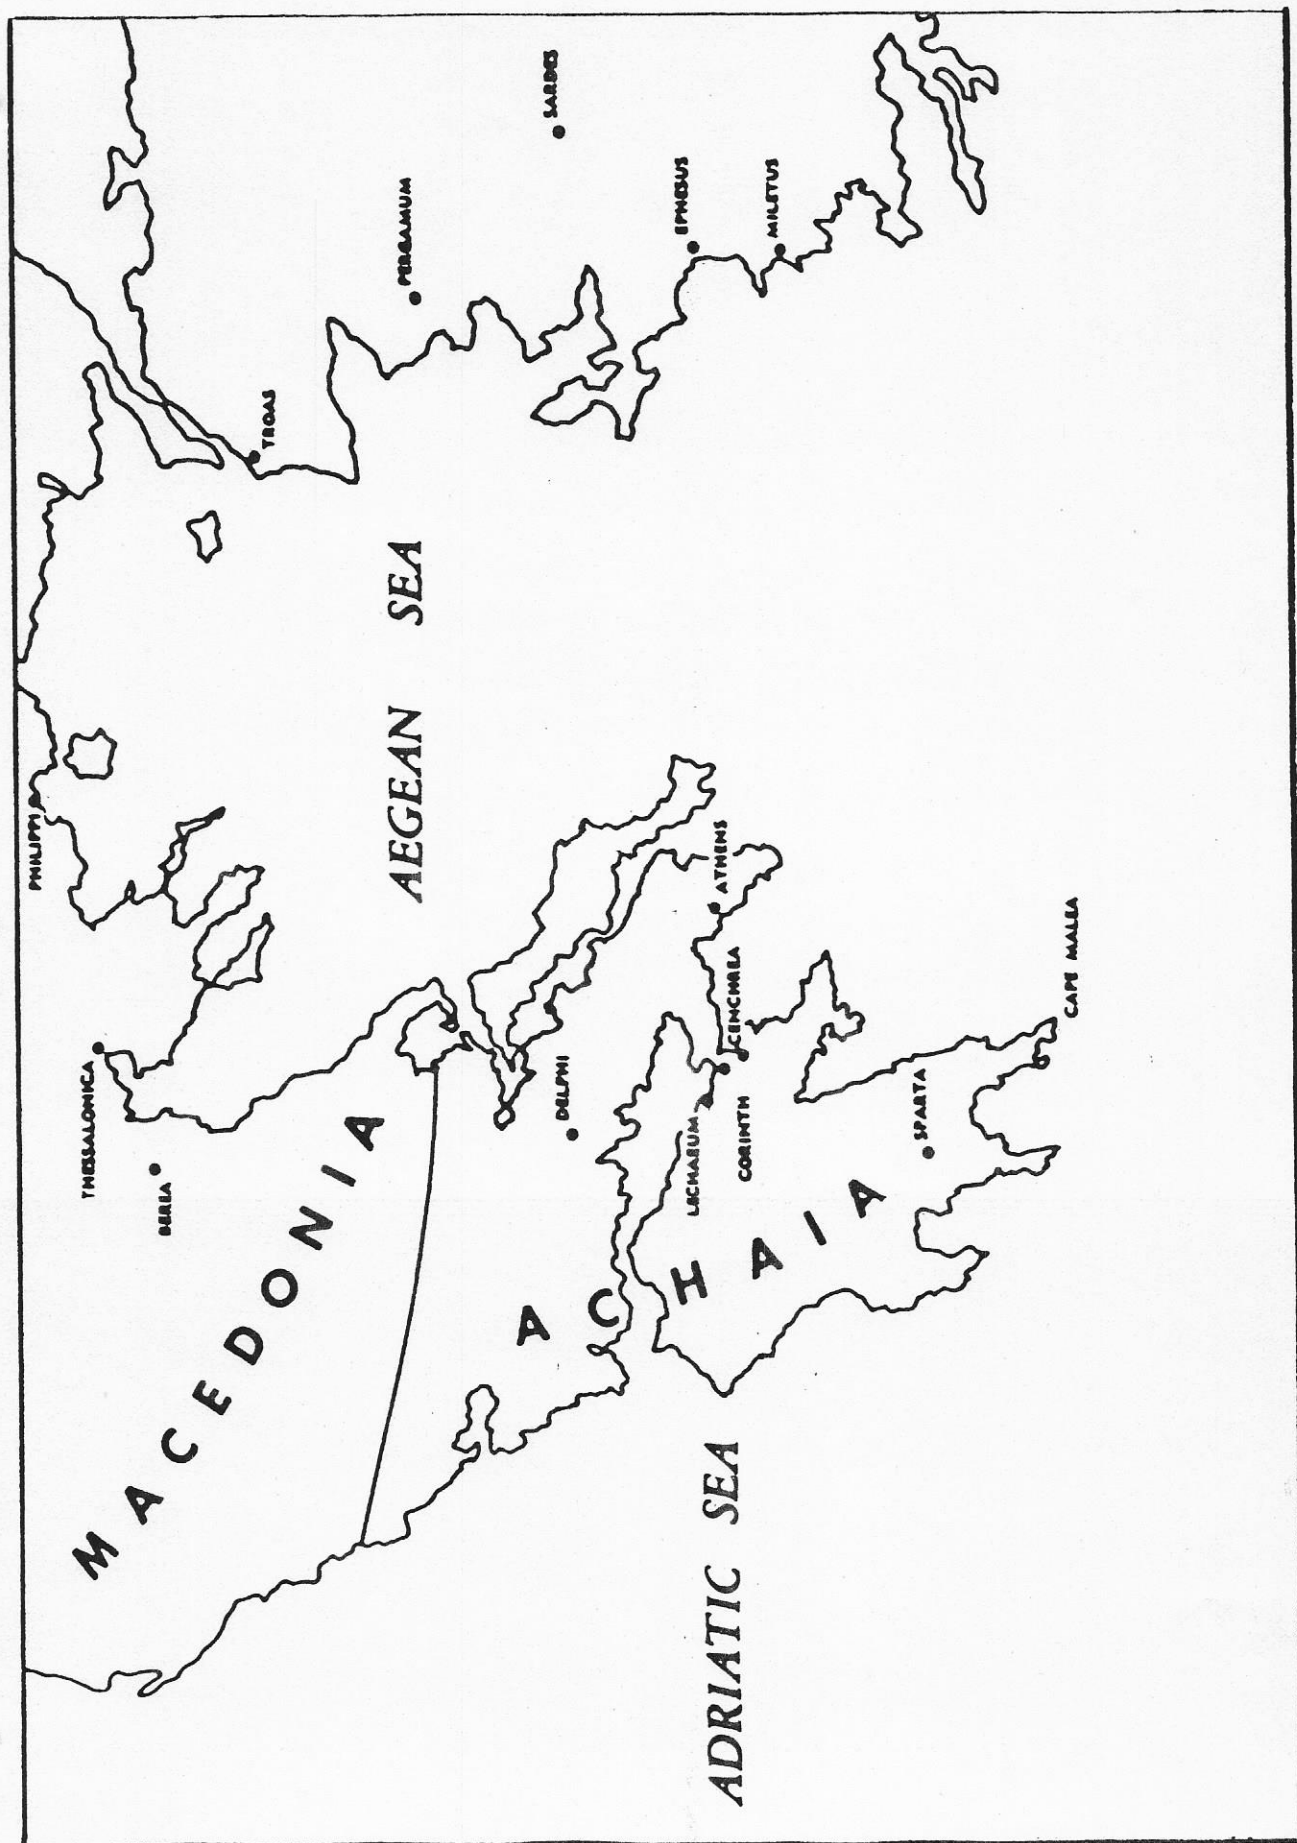 PHILIPPI
THESSALONICA
BEREA
MACEDONIA
TROAS
PERGAMUM
SARDES
AEGEAN SEA
EPHESUS
MILETUS
DELPHI
ACHAIA
ATHENS
CENCHREA
LECHAEUM
CORINTH
SPARTA
CAPE MALEA
ADRIATIC SEA